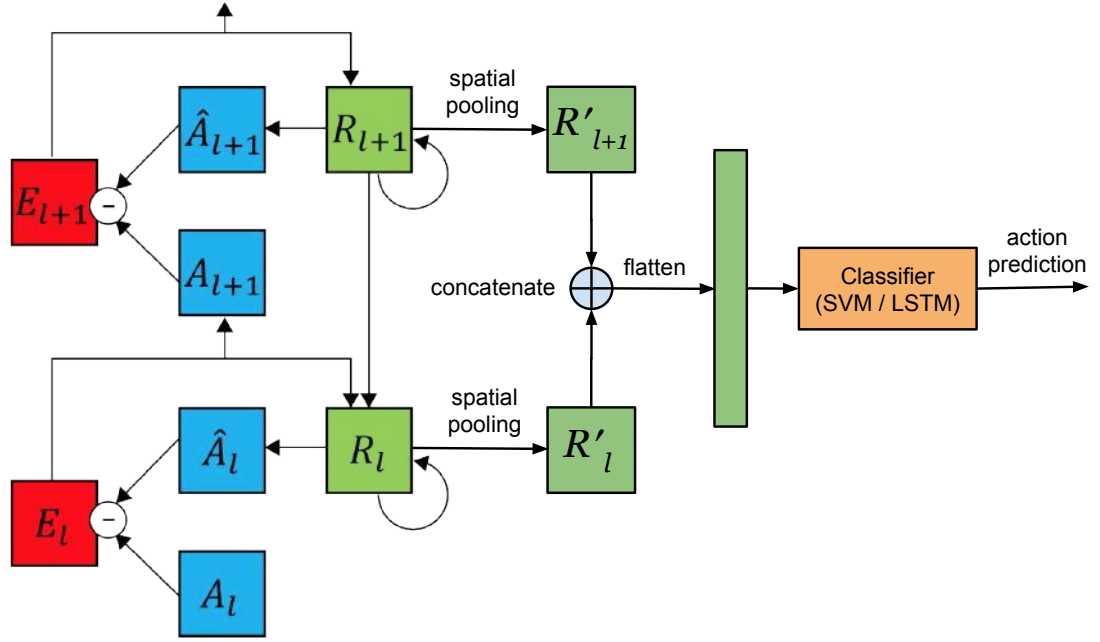 spatial
pooling
Â_{l+1}
R_{l+1}
R′_{l+1}
E_{l+1}
−
A_{l+1}
concatenate
flatten
Classifier
(SVM / LSTM)
action
prediction
spatial
pooling
Â_l
R_l
R′_l
E_l
−
A_l